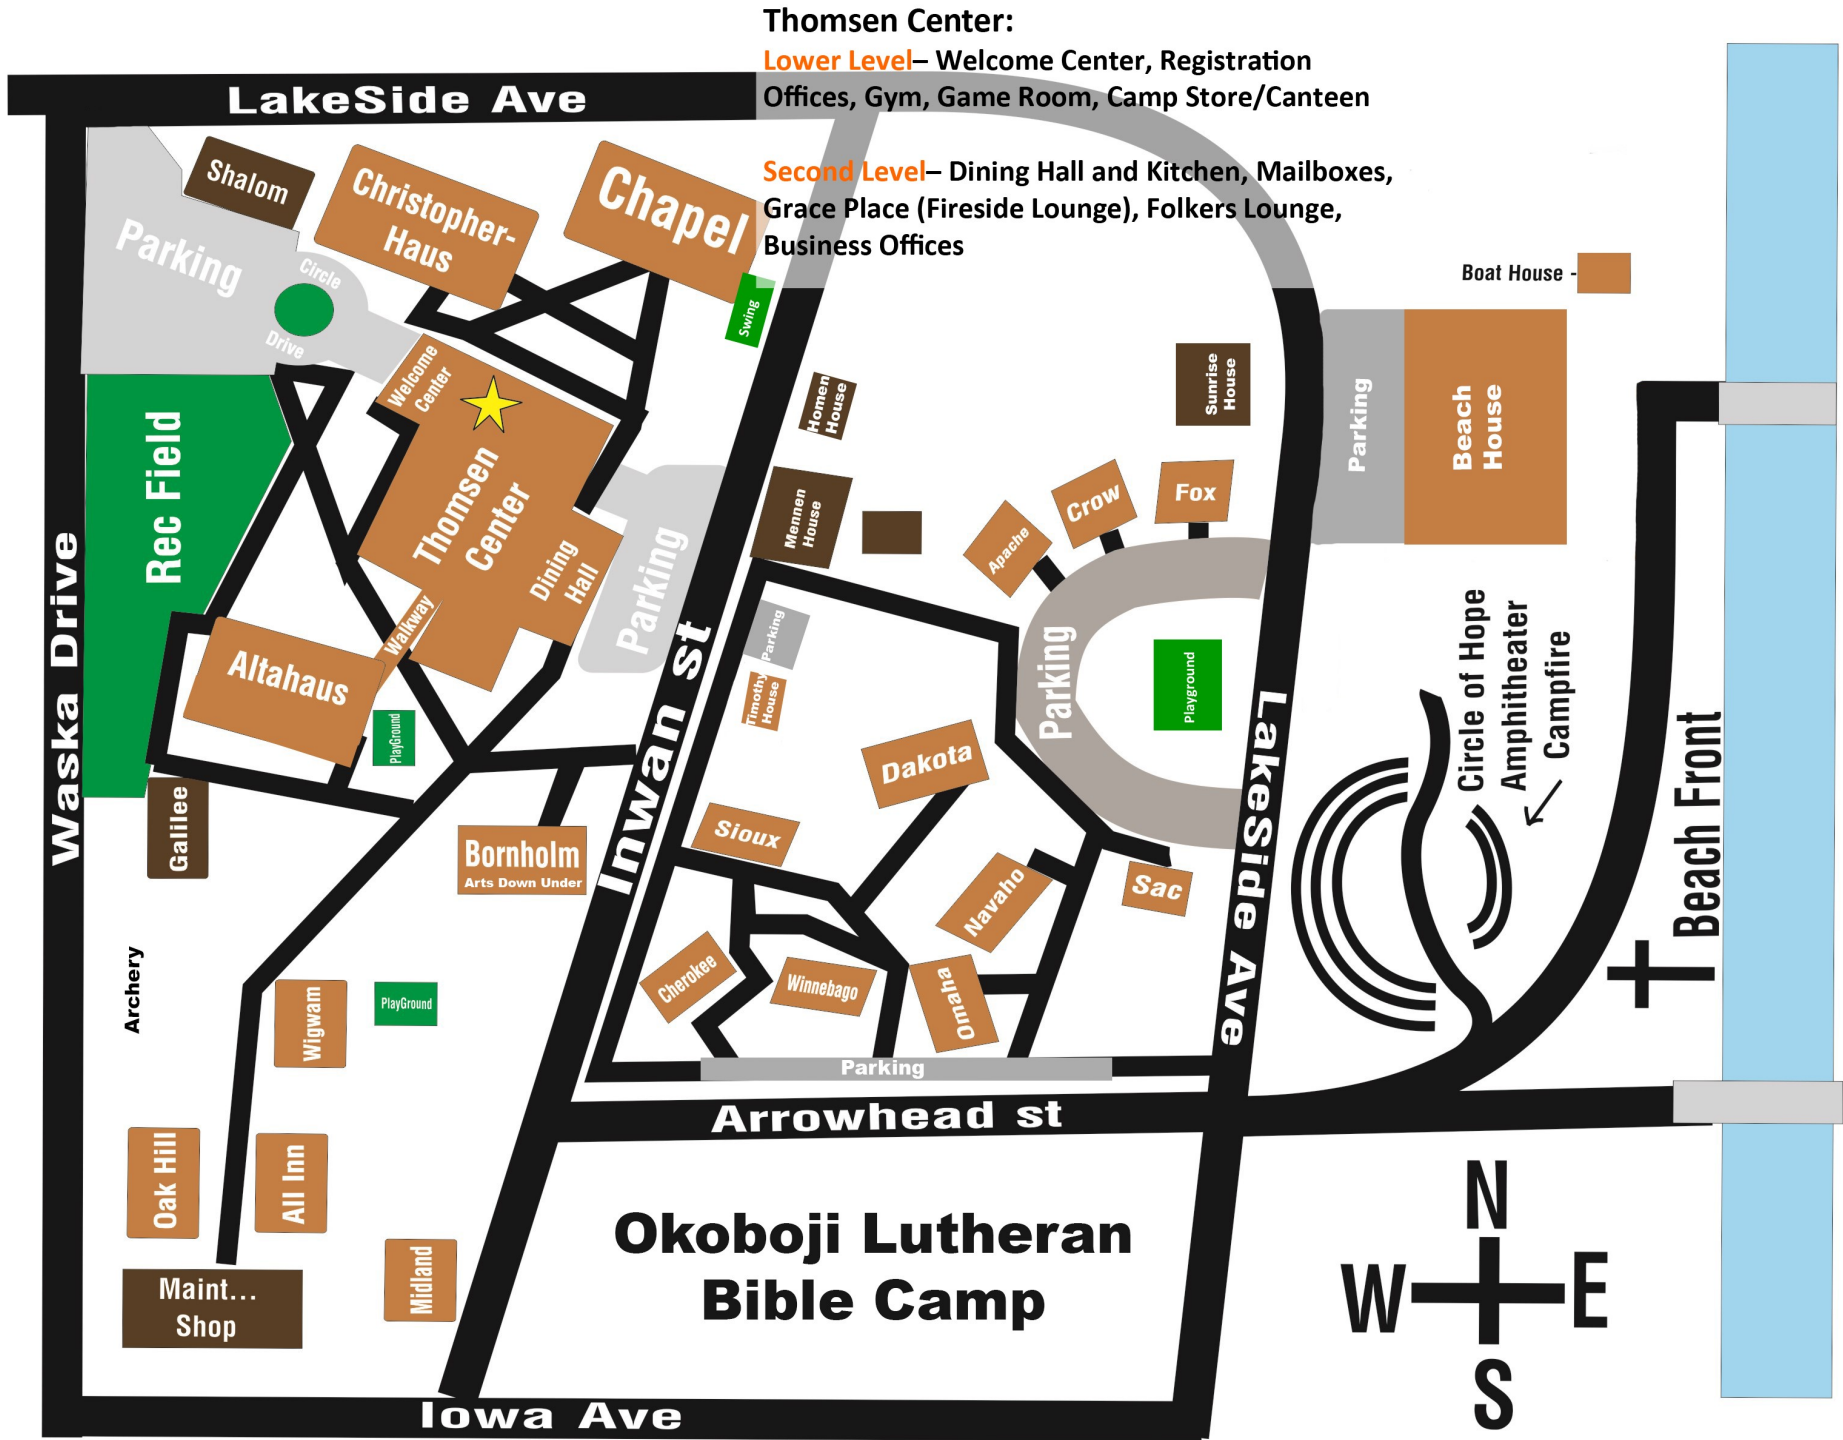 Thomsen Center:
Lower Level– Welcome Center, Registration
Offices, Gym, Game Room, Camp Store/Canteen
Second Level– Dining Hall and Kitchen, Mailboxes,
Grace Place (Fireside Lounge), Folkers Lounge,
Business Offices
LakeSide Ave
Shalom
Christopher-
Haus
Chapel
Parking
Circle
Drive
Swing
Boat House -
Welcome
Center
Homen
House
Sunrise
House
Parking
Beach
House
Rec Field
Thomsen
Center
Dining
Hall
Parking
Mennen
House
Apache
Crow
Fox
Waska Drive
Walkway
Altahaus
PlayGround
Inwan st
Parking
Timothy
House
Parking
Playground
LakeSide Ave
Circle of Hope
Amphitheater
Campfire
Beach Front
Dakota
Sioux
Galilee
Bornholm
Arts Down Under
Navaho
Sac
Archery
Wigwam
PlayGround
Cherokee
Winnebago
Omaha
Parking
Arrowhead st
Oak Hill
All Inn
Midland
Maint...
Shop
Okoboji Lutheran
Bible Camp
N
W
E
S
Iowa Ave